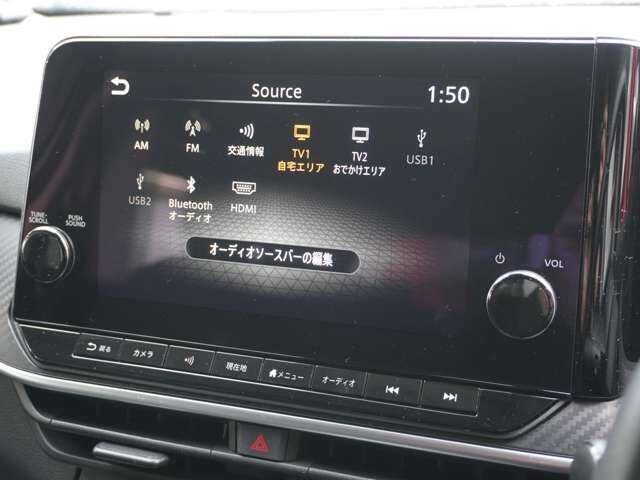 Source
1:50
AM
FM
交通情報
TV1
自宅エリア
TV2
おでかけエリア
USB1
USB2
Bluetooth
オーディオ
HDMI
オーディオソースバーの編集
TUNE·
SCROLL
PUSH
SOUND
VOL
戻る
カメラ
現在地
メニュー
オーディオ